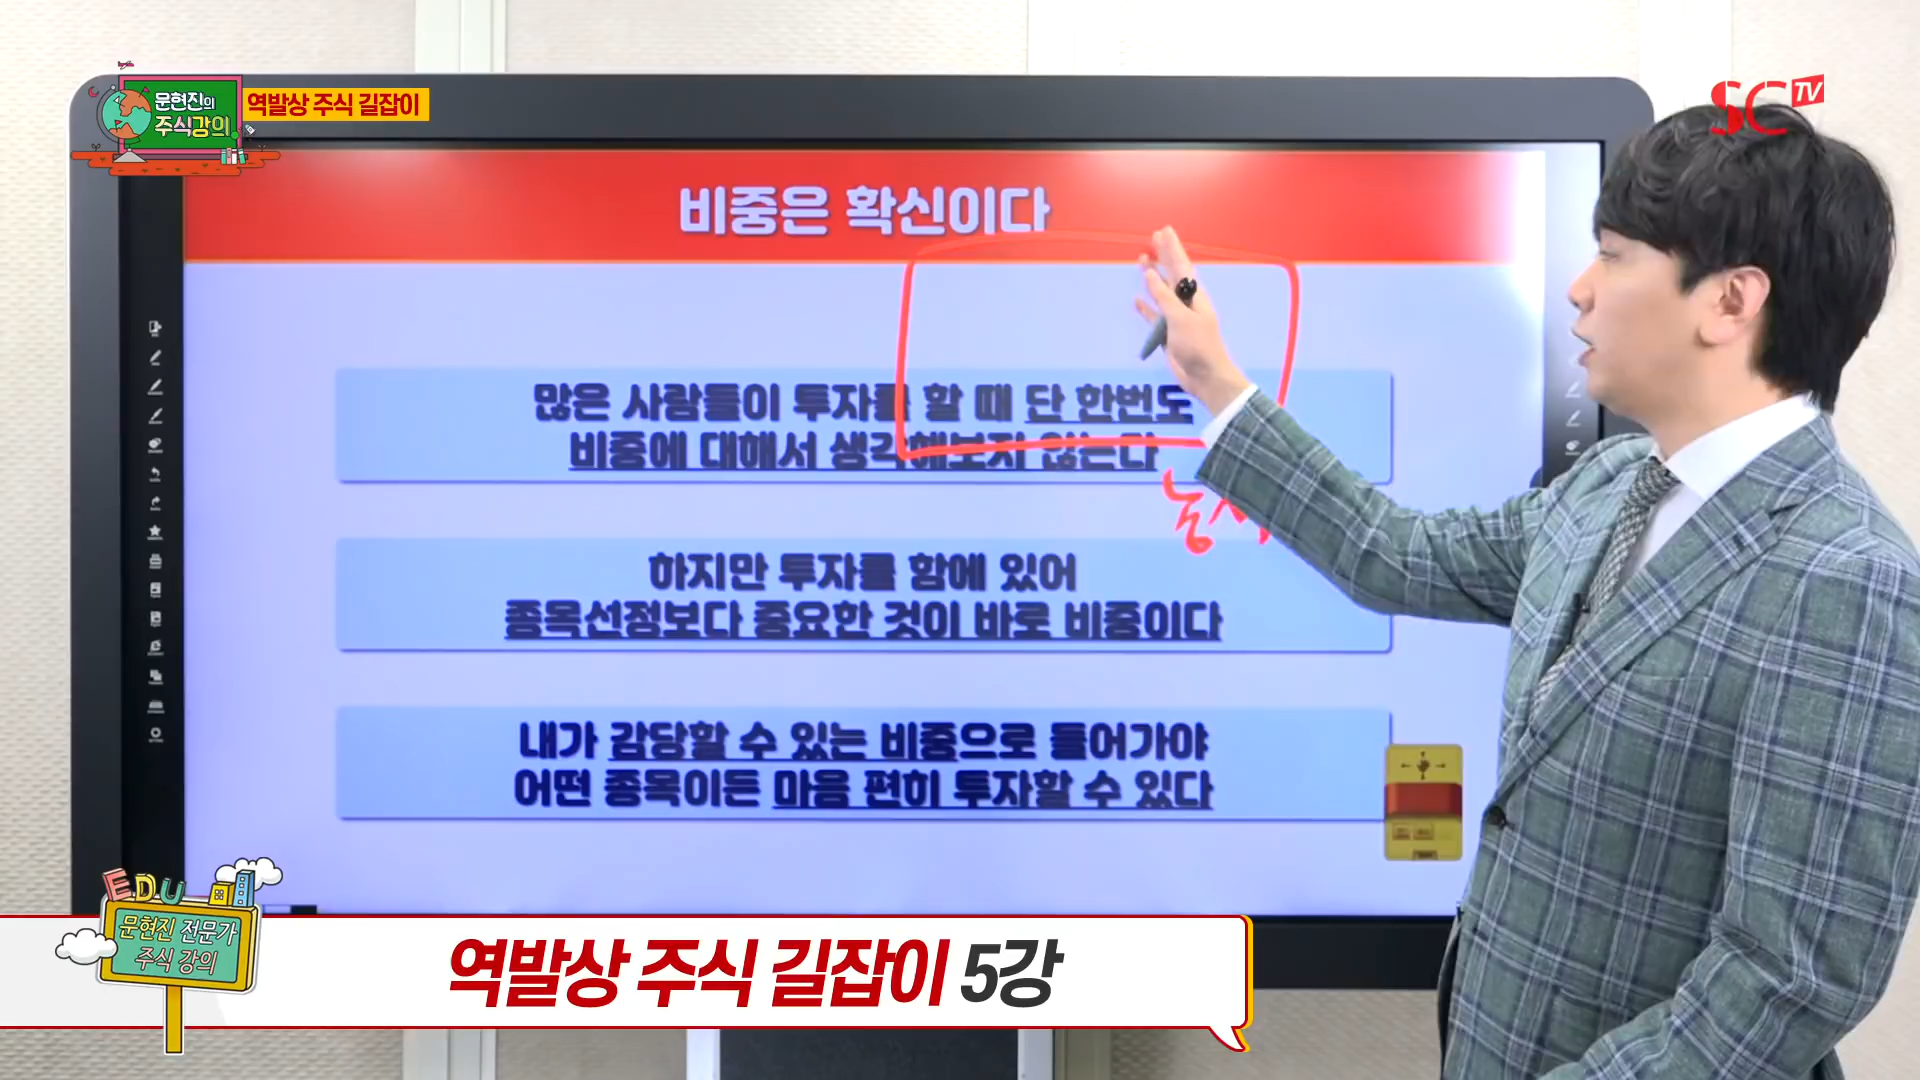 문현진의
주식강의
역발상 주식 길잡이
SC TV
비중은 확신이다
많은 사람들이 투자를 할 때 단 한번도
비중에 대해서 생각해보지 않는다
하지만 투자를 함에 있어
종목선정보다 중요한 것이 바로 비중이다
내가 감당할 수 있는 비중으로 들어가야
어떤 종목이든 마음 편히 투자할 수 있다
EDU
문현진 전문가
주식 강의
역발상 주식 길잡이 5강